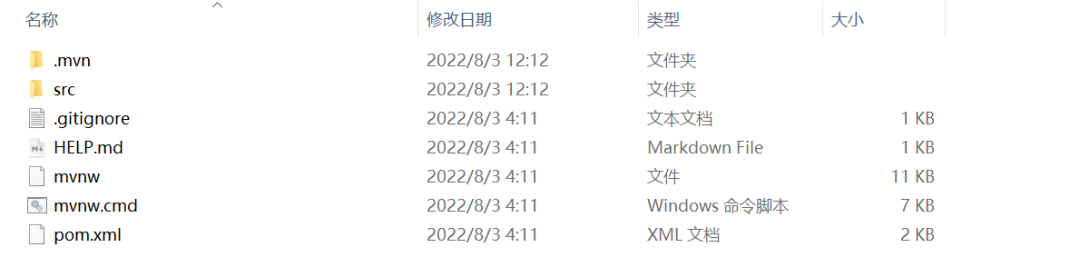 名称 修改日期 类型 大小
.mvn 2022/8/3 12:12 文件夹
src 2022/8/3 12:12 文件夹
.gitignore 2022/8/3 4:11 文本文档 1 KB
HELP.md 2022/8/3 4:11 Markdown File 1 KB
mvnw 2022/8/3 4:11 文件 11 KB
mvnw.cmd 2022/8/3 4:11 Windows 命令脚本 7 KB
pom.xml 2022/8/3 4:11 XML 文档 2 KB